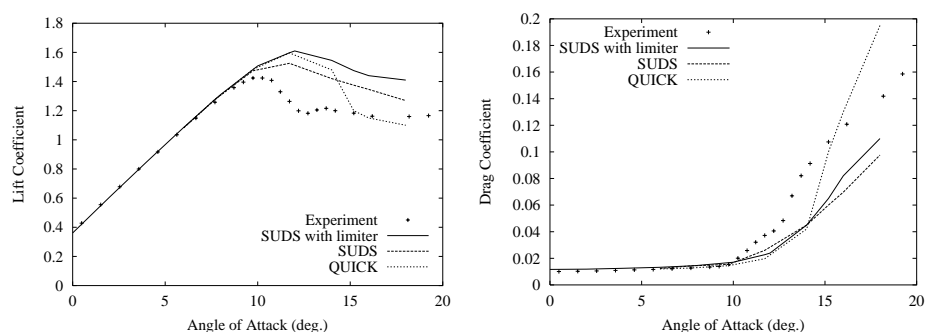 1.8
1.6
1.4
1.2
1
0.8
0.6
0.4
0.2
0
Lift Coefficient
Experiment
SUDS with limiter
SUDS
QUICK
0 5 10 15 20
Angle of Attack (deg.)
0.2
0.18
0.16
0.14
0.12
0.1
0.08
0.06
0.04
0.02
0
Drag Coefficient
Experiment
SUDS with limiter
SUDS
QUICK
0 5 10 15 20
Angle of Attack (deg.)